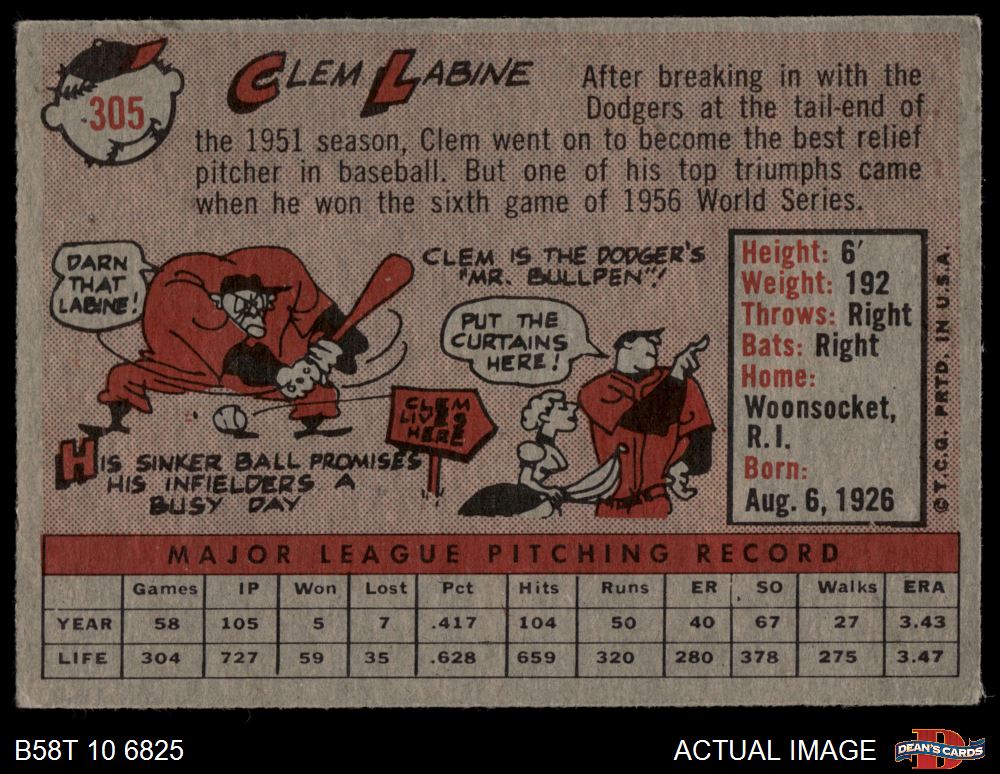 305
CLEM LABINE
After breaking in with the
Dodgers at the tail-end of
the 1951 season, Clem went on to become the best relief
pitcher in baseball. But one of his top triumphs came
when he won the sixth game of 1956 World Series.
DARN
THAT
LABINE!
HIS SINKER BALL PROMISES
HIS INFIELDERS A
BUSY DAY
CLEM IS THE DODGER'S
"MR. BULLPEN"!
PUT THE
CURTAINS
HERE!
CLEM
LIVES
HERE
Height: 6'
Weight: 192
Throws: Right
Bats: Right
Home:
Woonsocket,
R.I.
Born:
Aug. 6, 1926
© T.C.G. PRTD. IN U.S.A.
MAJOR LEAGUE PITCHING RECORD
Games IP Won Lost Pct Hits Runs ER SO Walks ERA
YEAR 58 105 5 7 .417 104 50 40 67 27 3.43
LIFE 304 727 59 35 .628 659 320 280 378 275 3.47
B58T 10 6825
ACTUAL IMAGE
DEAN'S CARDS